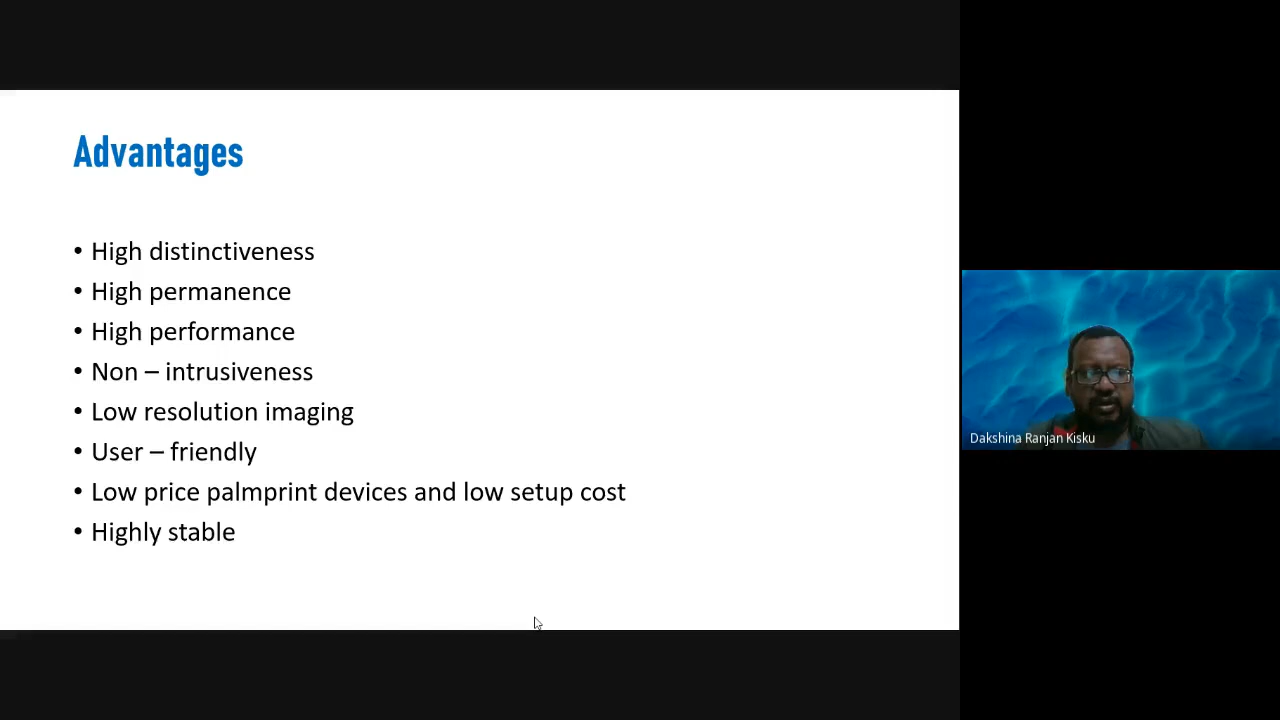 Advantages
• High distinctiveness
• High permanence
• High performance
• Non – intrusiveness
• Low resolution imaging
• User – friendly
• Low price palmprint devices and low setup cost
• Highly stable
Dakshina Ranjan Kisku